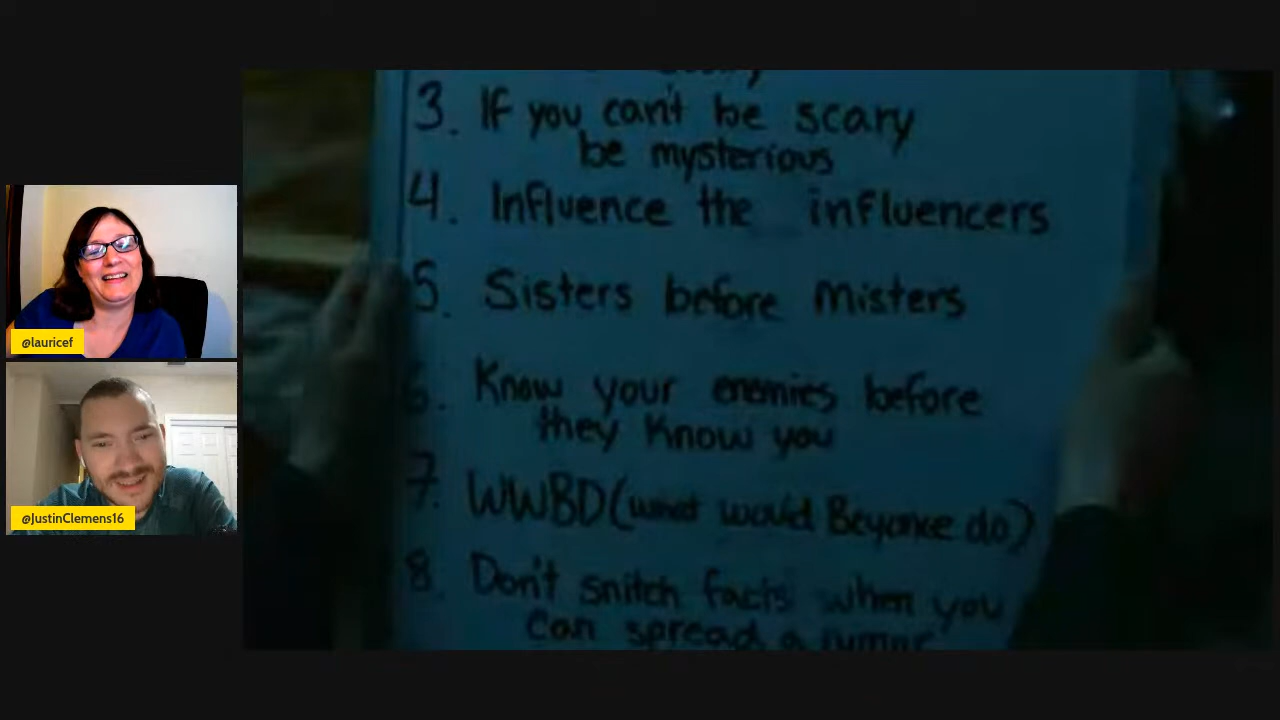 3. If you can't be scary
be mysterious
4. Influence the influencers
5. Sisters before Misters
6. Know your enemies before
they know you
7. WWBD (what would Beyonce do)
8. Don't snitch facts when you
can spread a rumor
@lauricef
@JustinClemens16